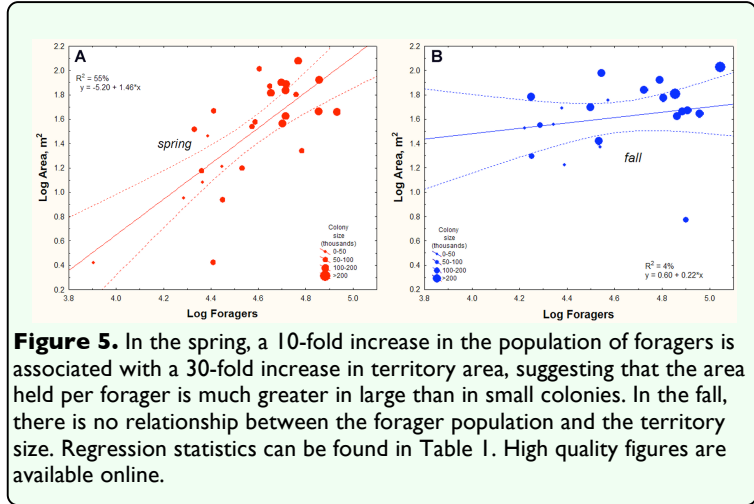 A
R² = 55%
y = -5.20 + 1.46*x
spring
Log Area, m²
2.2
2.0
1.8
1.6
1.4
1.2
1.0
0.8
0.6
0.4
0.2
3.8 4.0 4.2 4.4 4.6 4.8 5.0
Log Foragers
Colony
size
(thousands)
0-50
50-100
100-200
>200
B
fall
Log Area, m²
2.2
2.0
1.8
1.6
1.4
1.2
1.0
0.8
0.6
0.4
0.2
Colony
size
(thousands)
0-50
50-100
100-200
>200
R² = 4%
y = 0.60 + 0.22*x
3.8 4.0 4.2 4.4 4.6 4.8 5.0
Log Foragers
Figure 5. In the spring, a 10-fold increase in the population of foragers is
associated with a 30-fold increase in territory area, suggesting that the area
held per forager is much greater in large than in small colonies. In the fall,
there is no relationship between the forager population and the territory
size. Regression statistics can be found in Table 1. High quality figures are
available online.